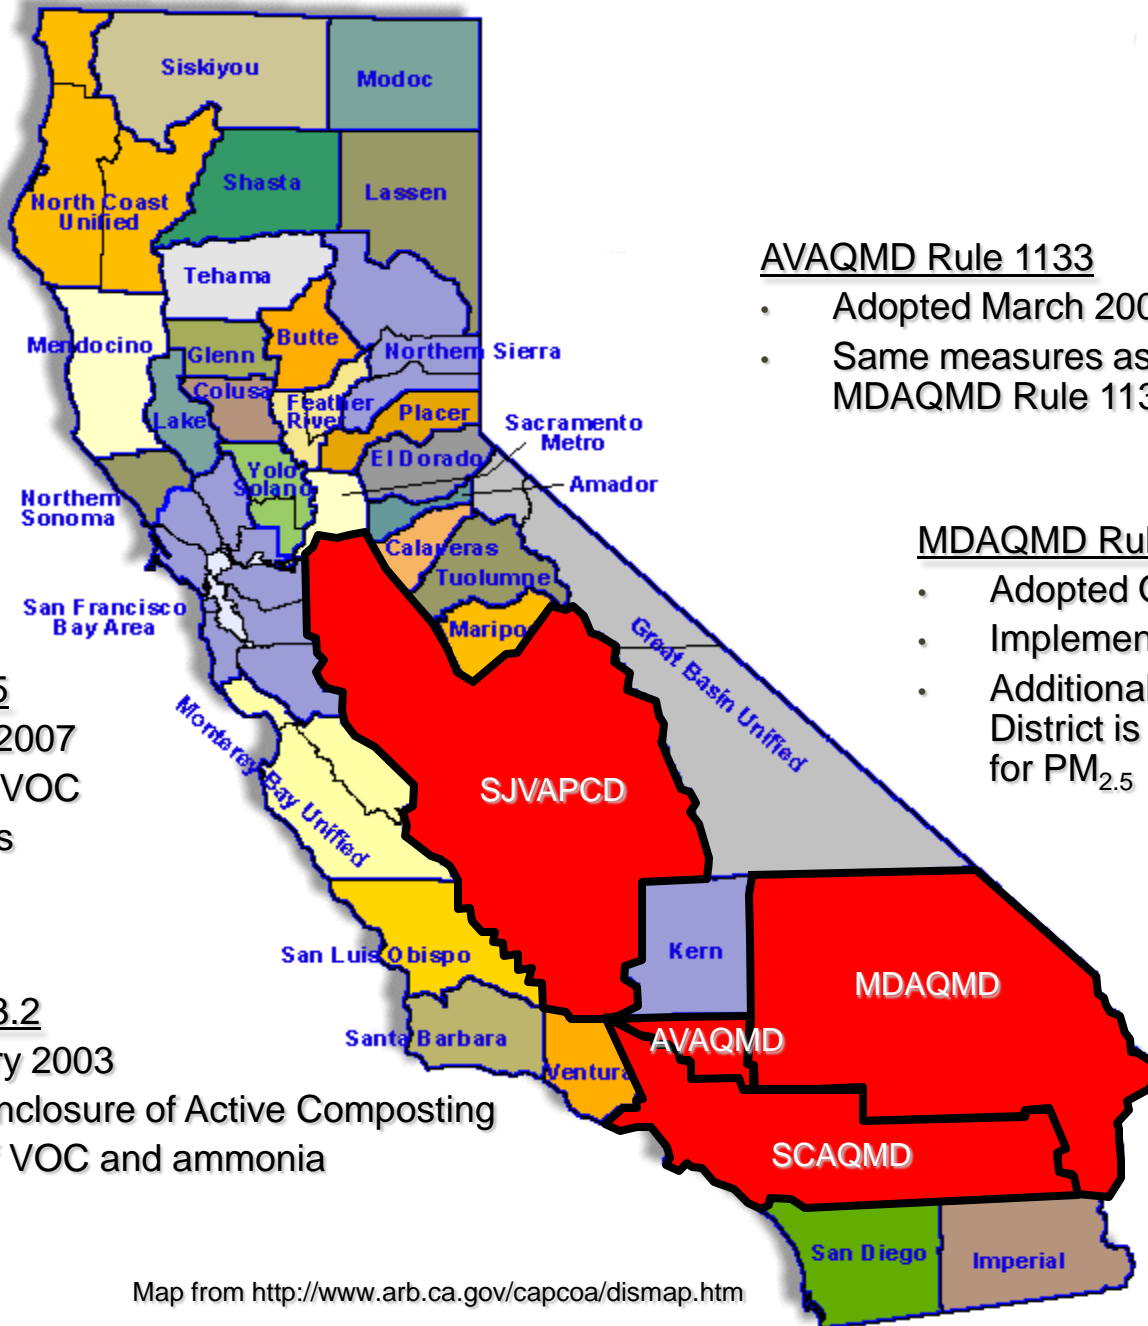 Siskiyou
Modoc
Shasta
Lassen
North Coast
Unified
Tehama
AVAQMD Rule 1133
• Adopted March 200
• Same measures as
MDAQMD Rule 113
Mendocino
Glenn
Butte
Northern Sierra
Colusa
Lake
Feather
River
Placer
Sacramento
Metro
Yolo
Solano
El Dorado
Amador
Northern
Sonoma
Calaveras
Tuolumne
MDAQMD Rul
• Adopted
• Implemen
• Additional
District is
for PM2.5
San Francisco
Bay Area
Maripo
Great Basin Unified
5
2007
VOC
s
Monterey Bay Unified
SJVAPCD
San Luis Obispo
Kern
MDAQMD
3.2
ry 2003
nclosure of Active Composting
VOC and ammonia
Santa Barbara
AVAQMD
Ventura
SCAQMD
San Diego
Imperial
Map from http://www.arb.ca.gov/capcoa/dismap.htm